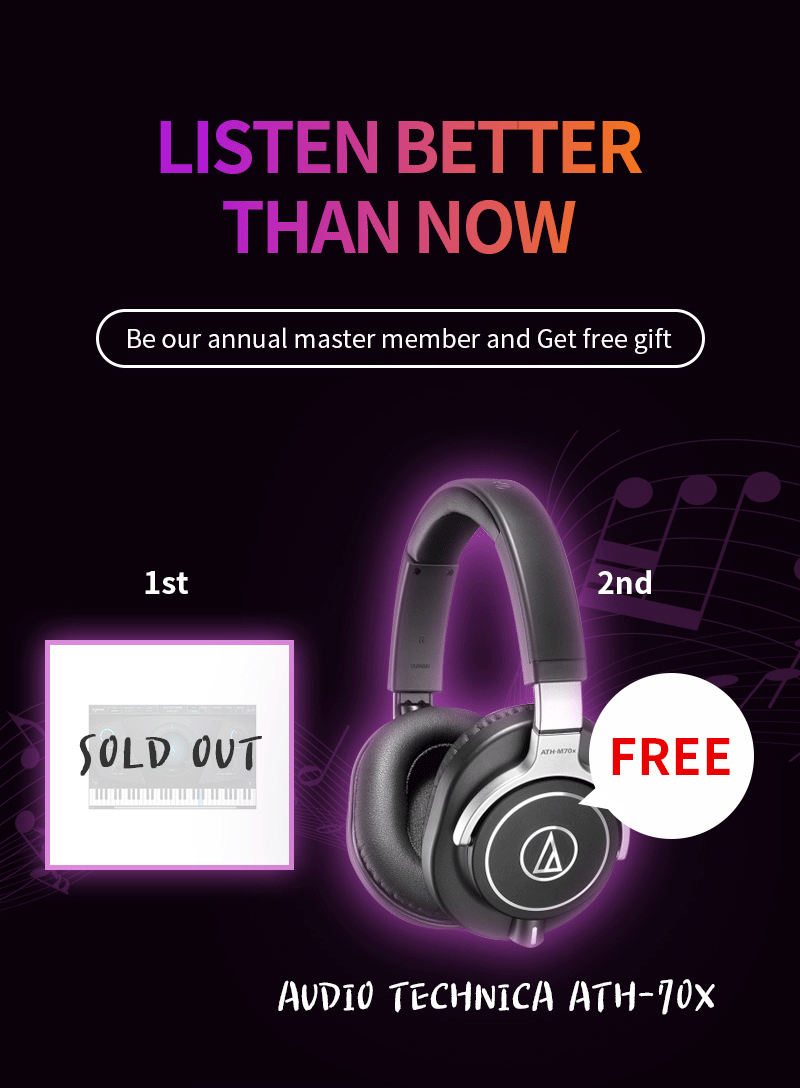 LISTEN BETTER
THAN NOW
Be our annual master member and Get free gift
1st
2nd
SOLD OUT
ATH-M70x
FREE
AUDIO TECHNICA ATH-70X